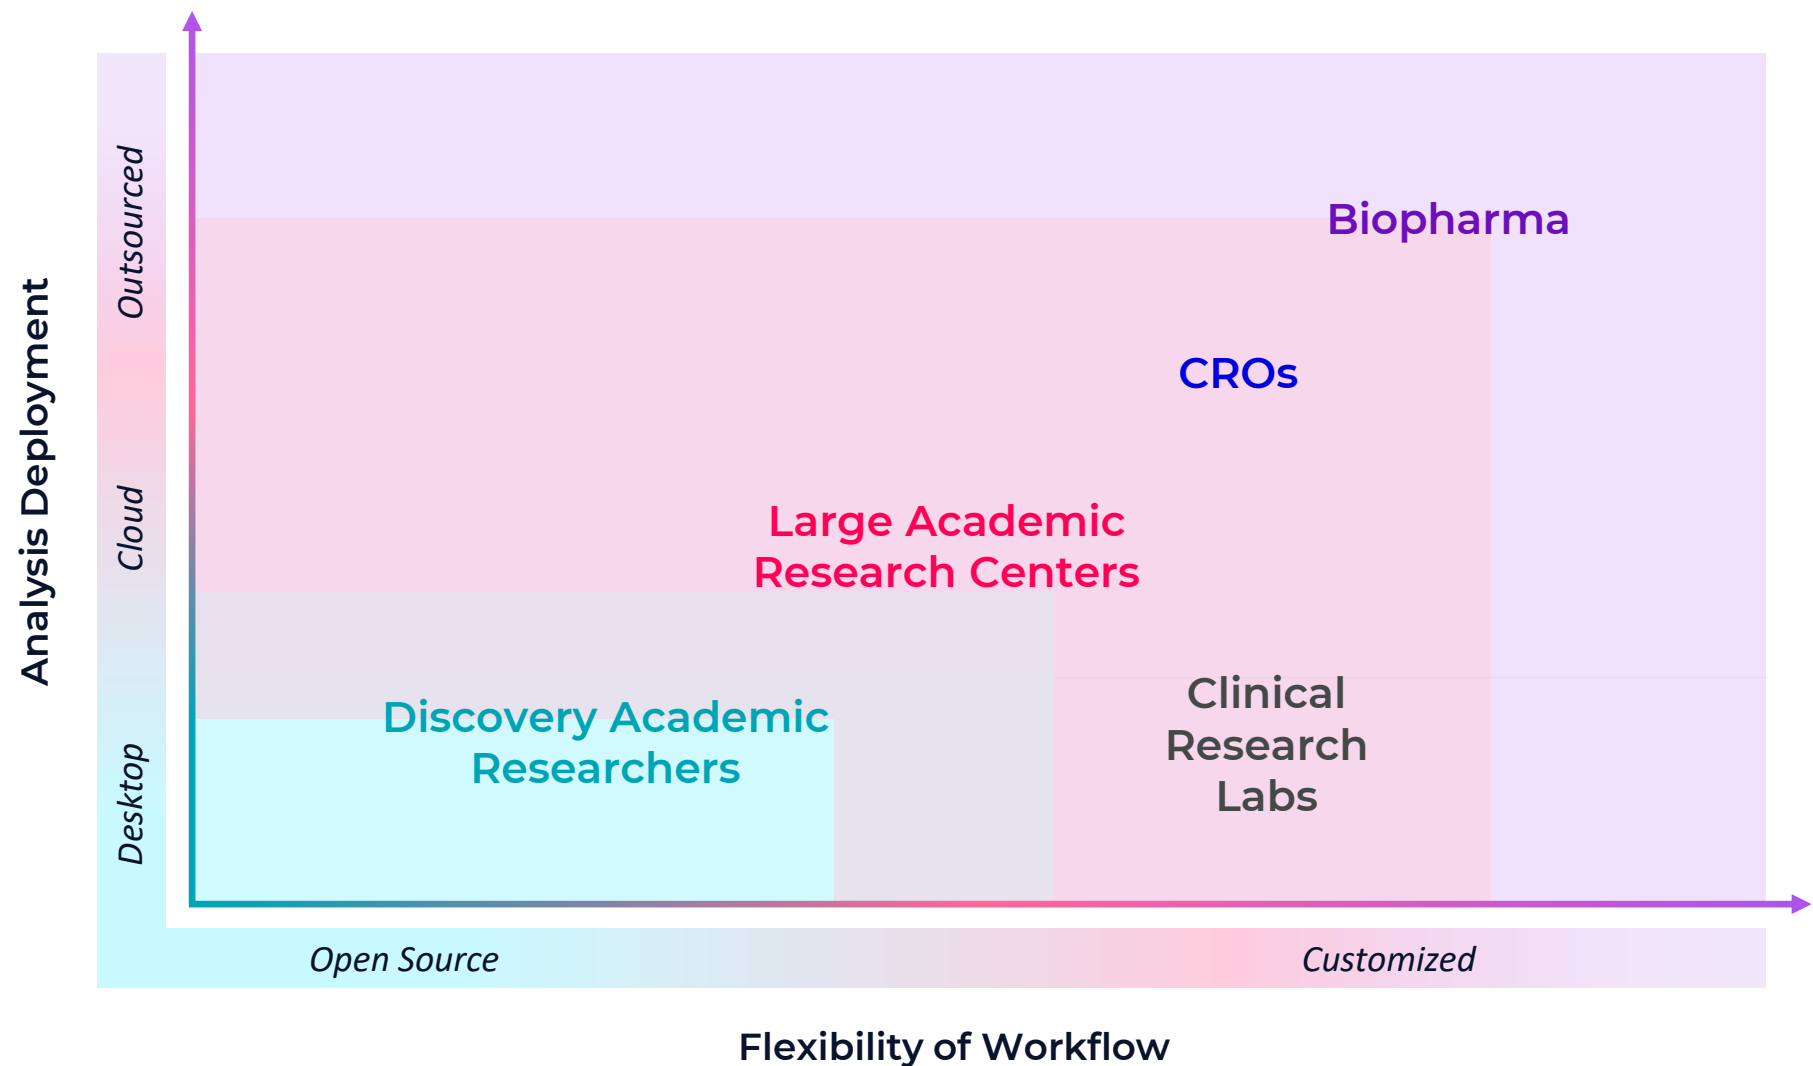 Analysis Deployment
Outsourced
Cloud
Desktop
Biopharma
CROs
Large Academic
Research Centers
Discovery Academic
Researchers
Clinical
Research
Labs
Open Source
Customized
Flexibility of Workflow